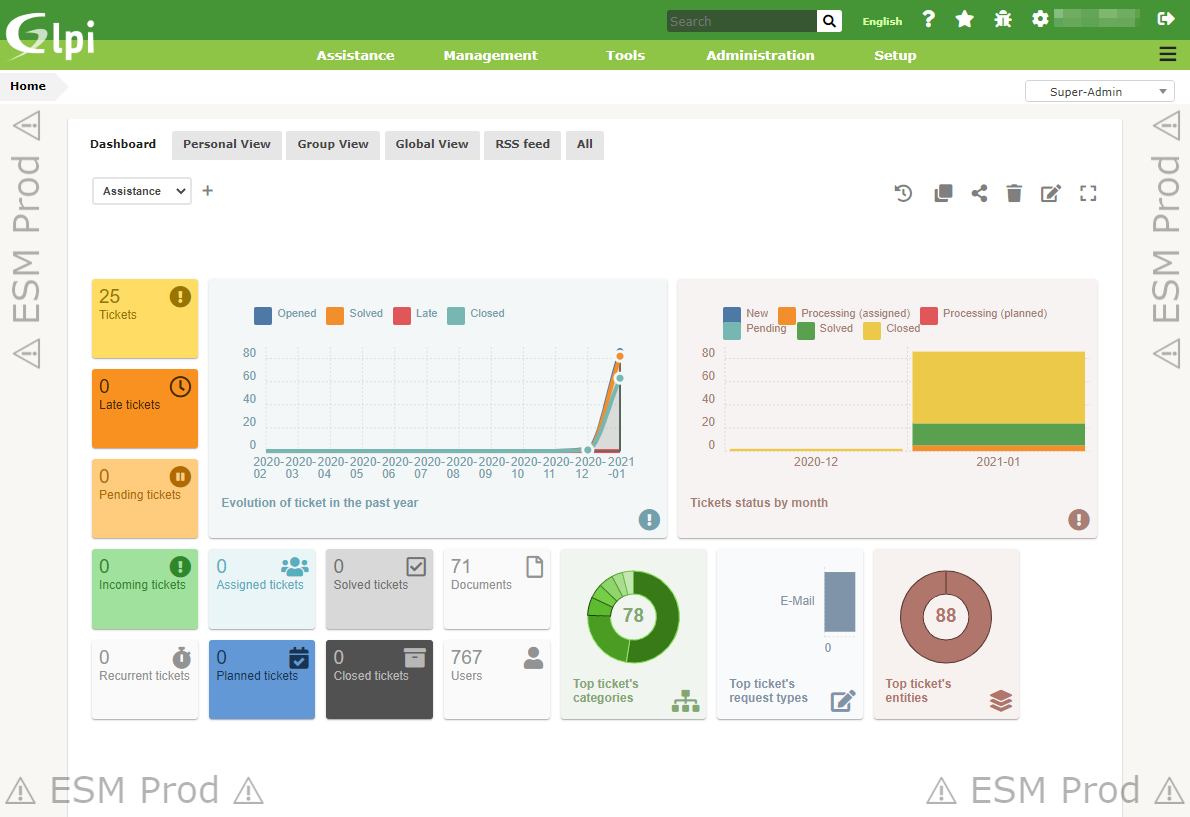 Glpi
Search
English
Assistance Management Tools Administration Setup
Home
Super-Admin
ESM Prod
ESM Prod
Dashboard Personal View Group View Global View RSS feed All
Assistance
25
Tickets
0
Late tickets
0
Pending tickets
Opened Solved Late Closed
80
60
40
20
0
2020-02 2020-03 2020-04 2020-05 2020-06 2020-07 2020-08 2020-09 2020-10 2020-11 2020-12 2021-01
Evolution of ticket in the past year
New Processing (assigned) Processing (planned)
Pending Solved Closed
80
60
40
20
0
2020-12 2021-01
Tickets status by month
0
Incoming tickets
0
Assigned tickets
0
Solved tickets
71
Documents
0
Recurrent tickets
0
Planned tickets
0
Closed tickets
767
Users
78
Top ticket's
categories
E-Mail
0
Top ticket's
request types
88
Top ticket's
entities
ESM Prod
ESM Prod